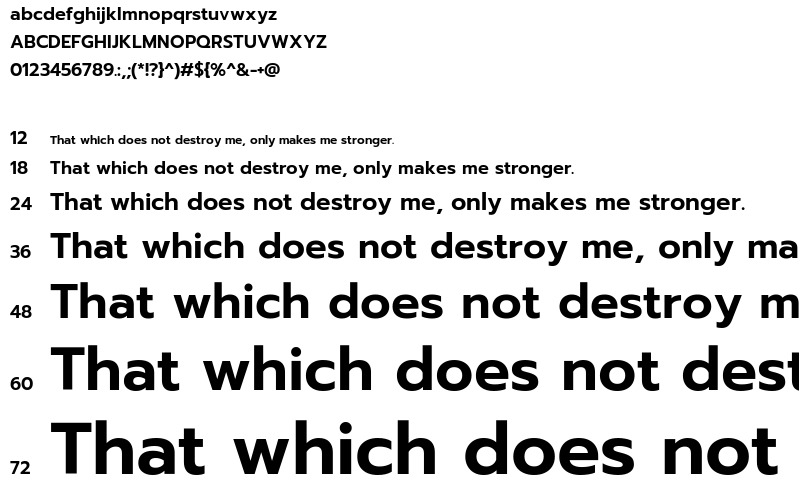 abcdefghijklmnopqrstuvwxyz
ABCDEFGHIJKLMNOPQRSTUVWXYZ
0123456789.:,;(*!?}^)#${%^&-+@
12 That which does not destroy me, only makes me stronger.
18 That which does not destroy me, only makes me stronger.
24 That which does not destroy me, only makes me stronger.
36 That which does not destroy me, only ma
48 That which does not destroy m
60 That which does not dest
72 That which does not